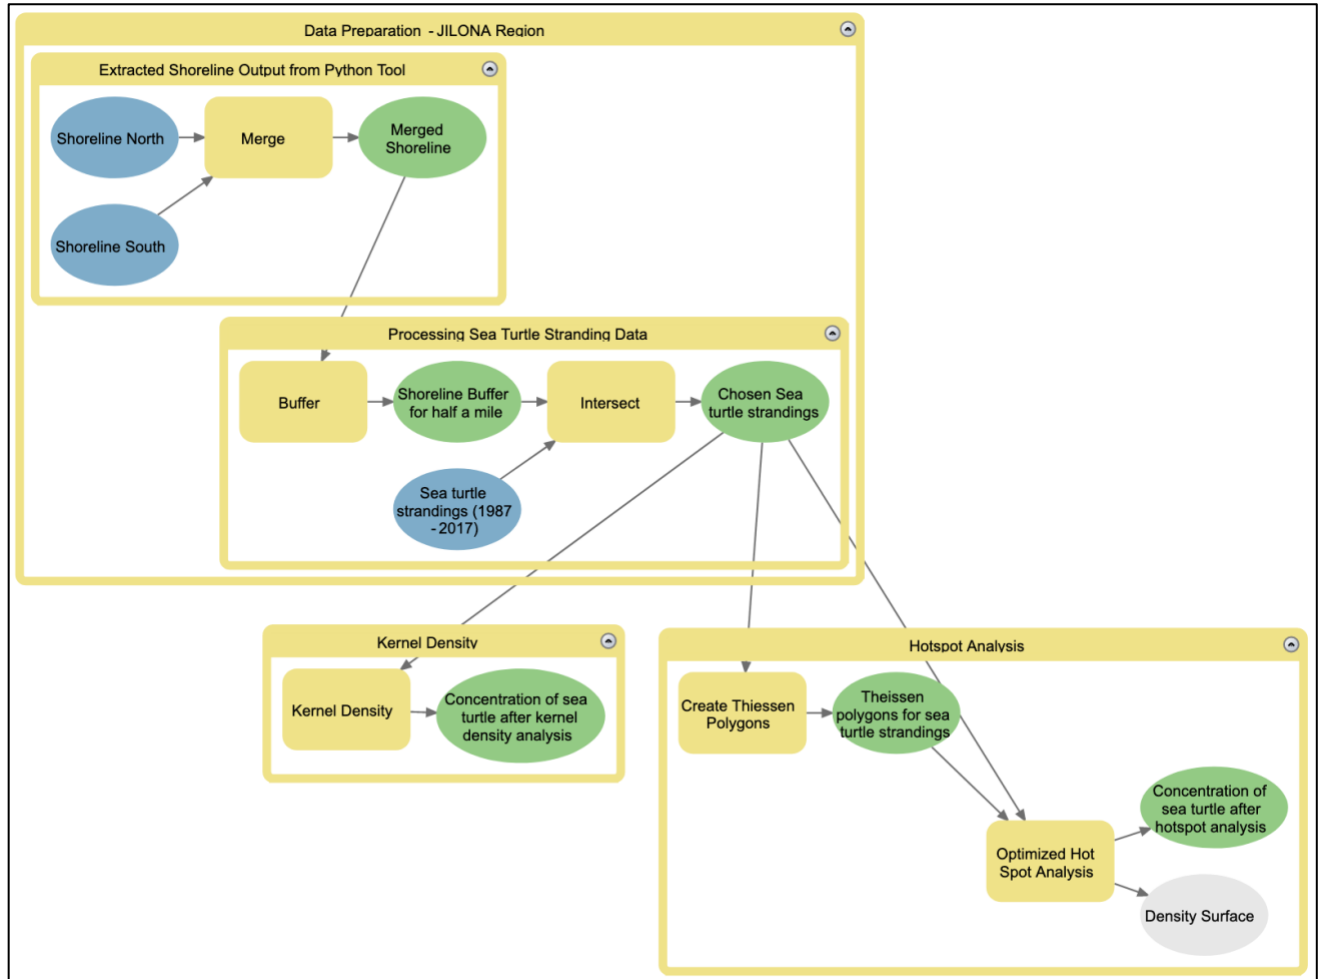 Data Preparation - JILONA Region
Extracted Shoreline Output from Python Tool
Shoreline North
Merge
Merged
Shoreline
Shoreline South
Processing Sea Turtle Stranding Data
Buffer
Shoreline Buffer
for half a mile
Intersect
Chosen Sea
turtle strandings
Sea turtle
strandings (1987
- 2017)
Kernel Density
Kernel Density
Concentration of sea
turtle after kernel
density analysis
Hotspot Analysis
Create Thiessen
Polygons
Theissen
polygons for sea
turtle strandings
Concentration of
sea turtle after
hotspot analysis
Optimized Hot
Spot Analysis
Density Surface